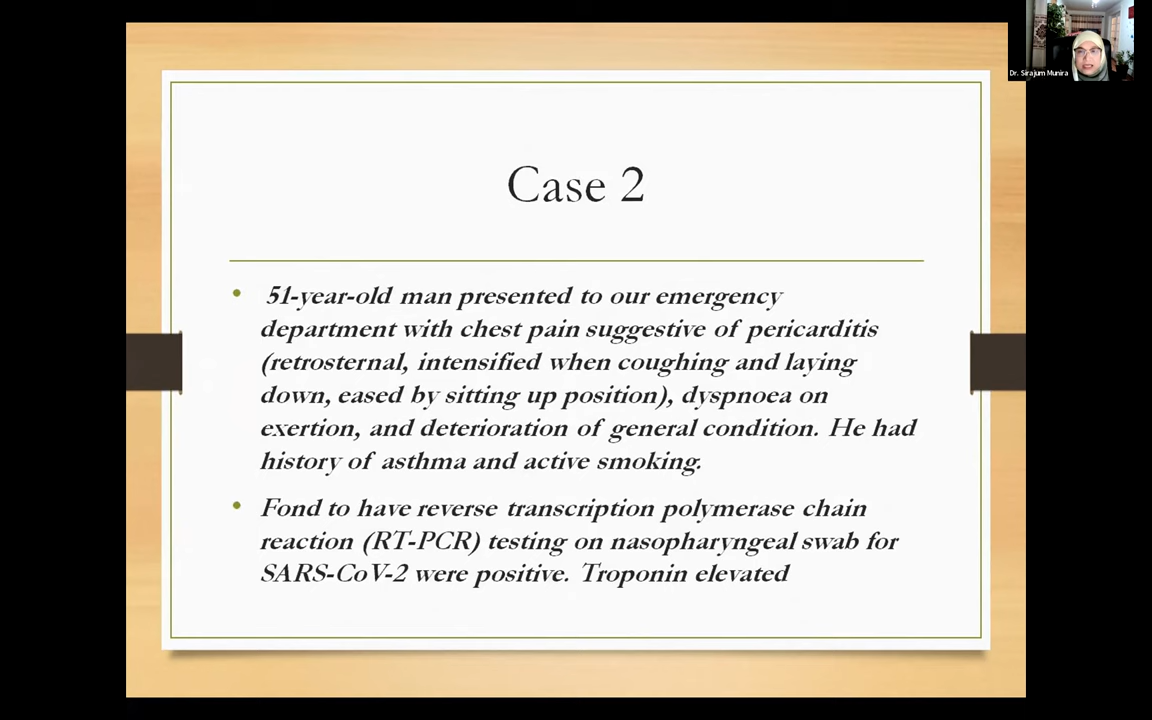 Dr. Sirajum Munira
Case 2
• 51-year-old man presented to our emergency
department with chest pain suggestive of pericarditis
(retrosternal, intensified when coughing and laying
down, eased by sitting up position), dyspnoea on
exertion, and deterioration of general condition. He had
history of asthma and active smoking.
• Fond to have reverse transcription polymerase chain
reaction (RT-PCR) testing on nasopharyngeal swab for
SARS-CoV-2 were positive. Troponin elevated